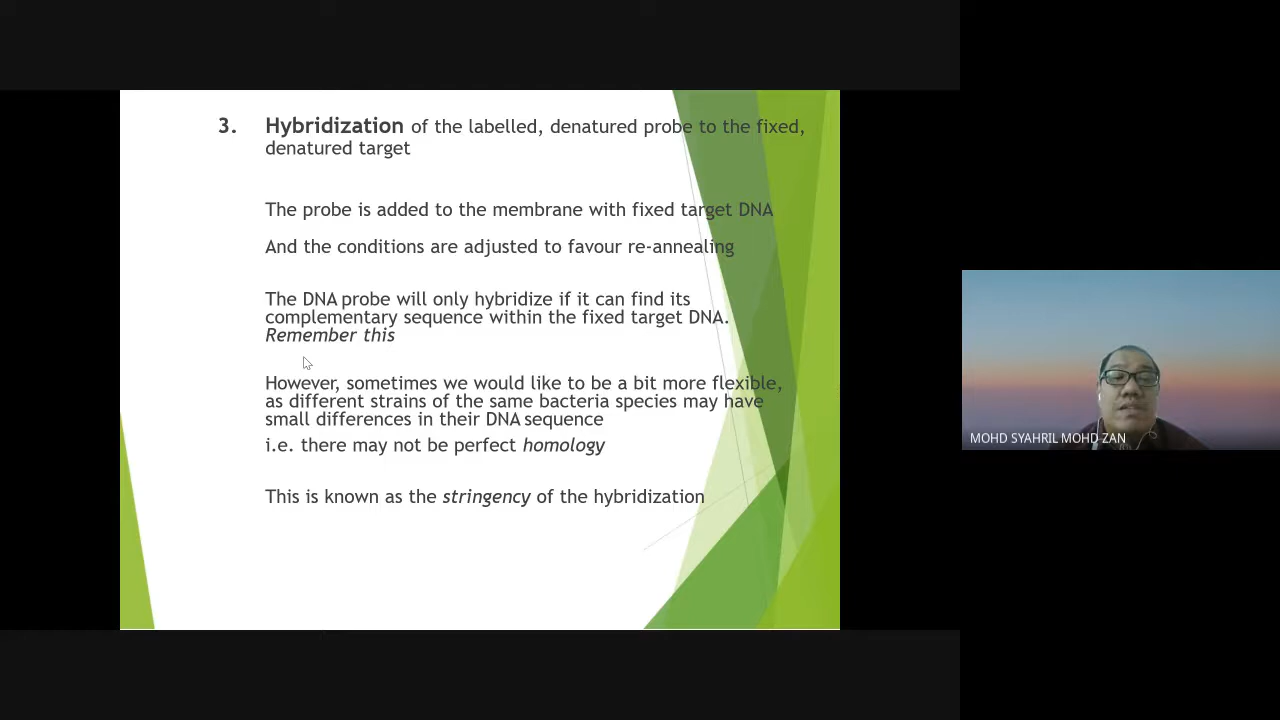 3. Hybridization of the labelled, denatured probe to the fixed,
denatured target
The probe is added to the membrane with fixed target DNA
And the conditions are adjusted to favour re-annealing
The DNA probe will only hybridize if it can find its
complementary sequence within the fixed target DNA.
Remember this
However, sometimes we would like to be a bit more flexible,
as different strains of the same bacteria species may have
small differences in their DNA sequence
i.e. there may not be perfect homology
This is known as the stringency of the hybridization
MOHD SYAHRIL MOHD ZAN